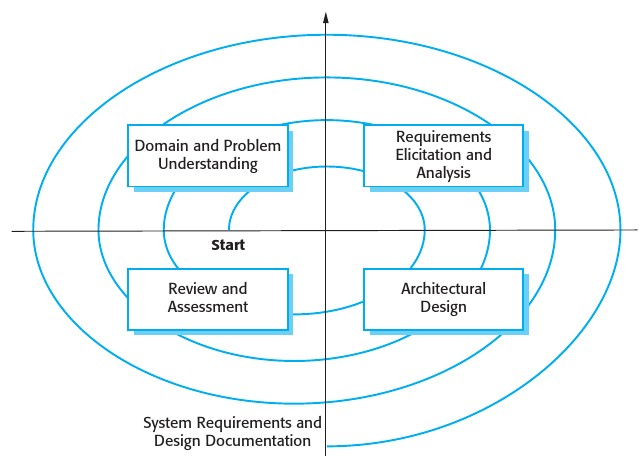 Domain and Problem
Understanding
Requirements
Elicitation and
Analysis
Start
Review and
Assessment
Architectural
Design
System Requirements and
Design Documentation